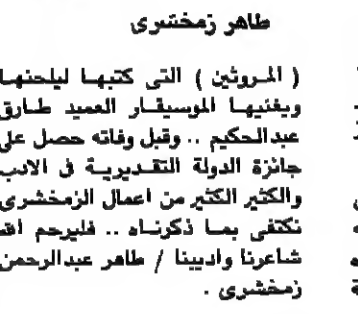 طاهر زمخشرى
( المروثين ) التى كتبها ليلحنها
ويغنيها الموسيقار العميد طارق
عبدالحكيم .. وقبل وفاته حصل على
جائزة الدولة التقديرية فى الادب
والكثير الكثير من اعمال الزمخشرى
نكتفى بما ذكرناه .. فليرحم الله
شاعرنا واديبنا / طاهر عبدالرحمن
زمخشرى .